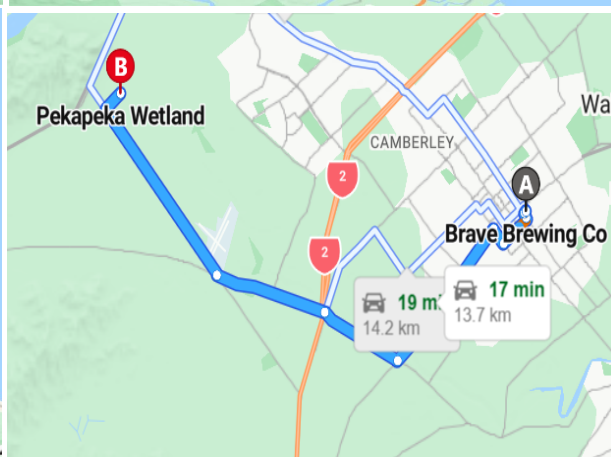 B
Pekapeka Wetland
Wa
CAMBERLEY
2
A
Brave Brewing Co
2
19 m
14.2 km
17 min
13.7 km